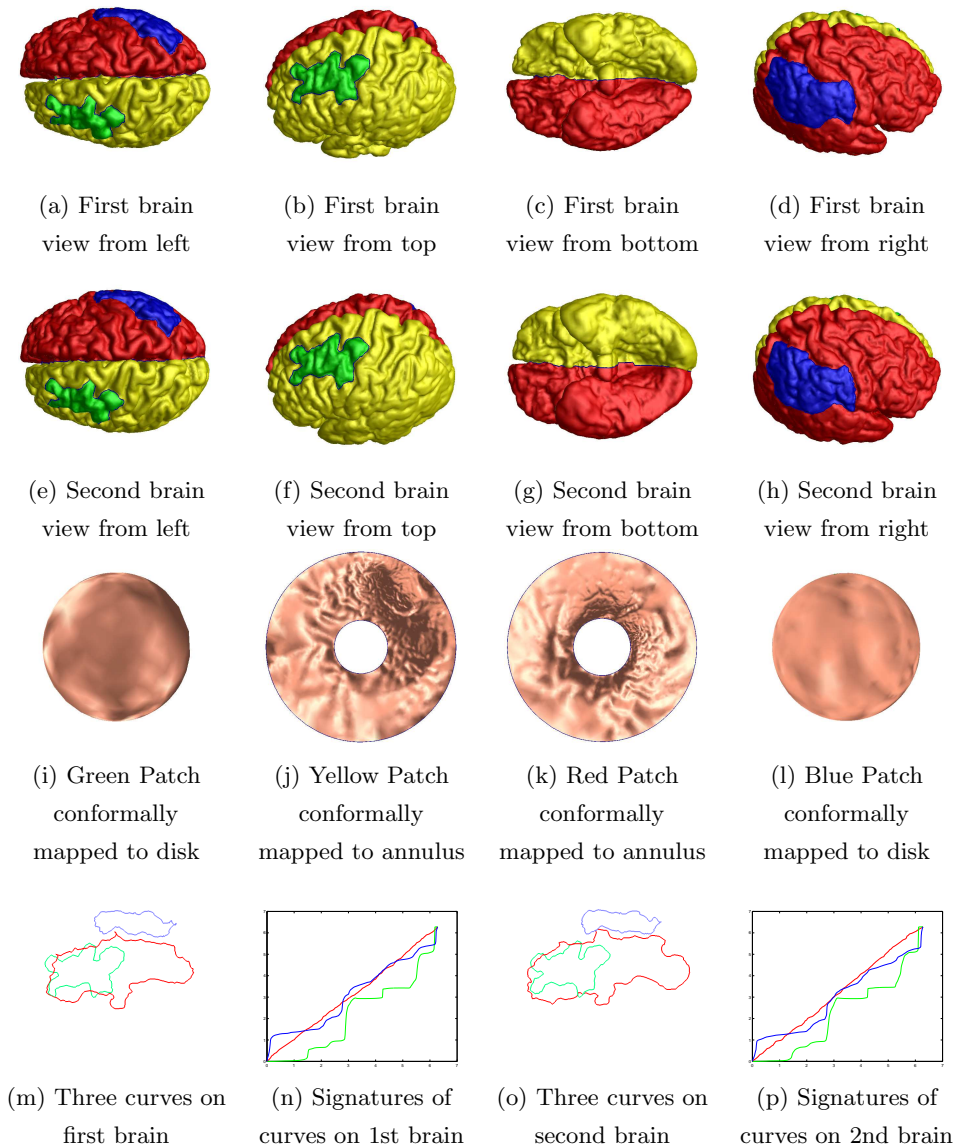 (a) First brain
view from left
(b) First brain
view from top
(c) First brain
view from bottom
(d) First brain
view from right
(e) Second brain
view from left
(f) Second brain
view from top
(g) Second brain
view from bottom
(h) Second brain
view from right
(i) Green Patch
conformally
mapped to disk
(j) Yellow Patch
conformally
mapped to annulus
(k) Red Patch
conformally
mapped to annulus
(l) Blue Patch
conformally
mapped to disk
(m) Three curves on
first brain
(n) Signatures of
curves on 1st brain
(o) Three curves on
second brain
(p) Signatures of
curves on 2nd brain